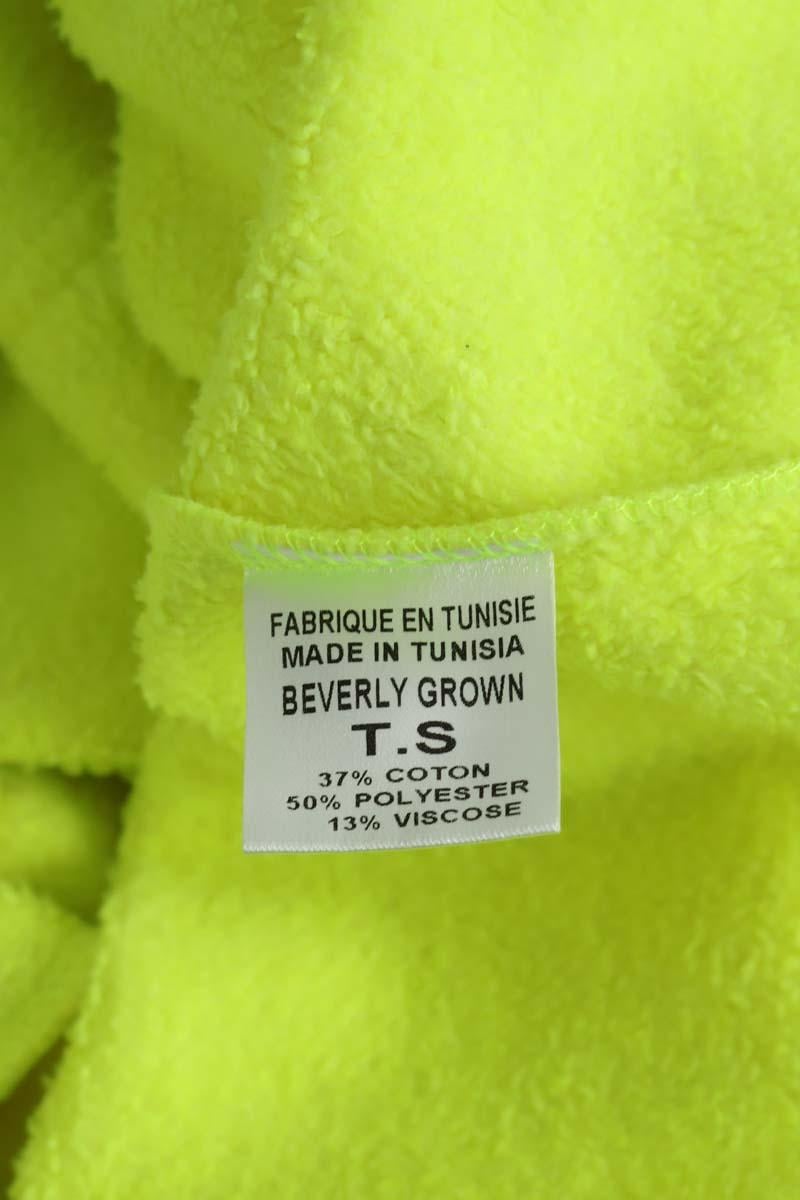 FABRIQUE EN TUNISIE
MADE IN TUNISIA
BEVERLY GROWN
T.S
37% COTON
50% POLYESTER
13% VISCOSE